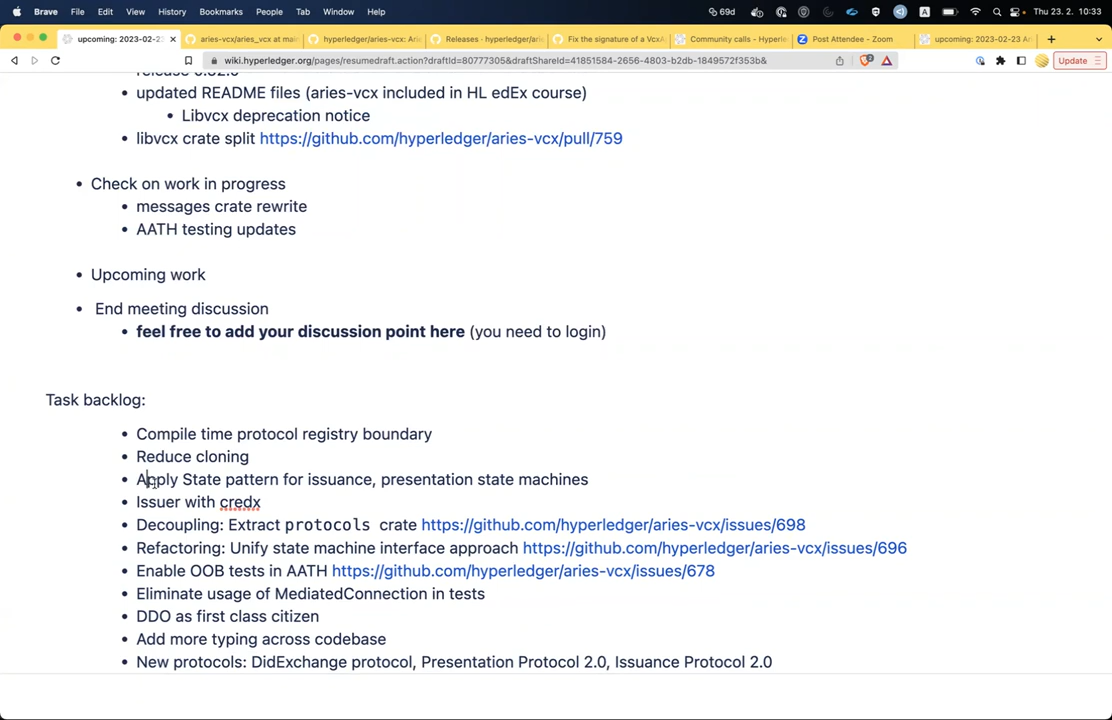 Brave File Edit View History Bookmarks People Tab Window Help 69d A Thu 23. 2. 10:33
upcoming: 2023-02-23 aries-vcx/aries_vcx at mai hyperledger/aries-vcx: Ari Releases · hyperledger/arie Fix the signature of a VcxA Community calls - Hyperle Post Attendee - Zoom upcoming: 2023-02-23 Ari
wiki.hyperledger.org/pages/resumedraft.action?draftId=80777305&draftShareId=41851584-2656-4803-b2db-1849572f353b& 2 Update
updated README files (aries-vcx included in HL edEx course)
Libvcx deprecation notice
libvcx crate split https://github.com/hyperledger/aries-vcx/pull/759
Check on work in progress
messages crate rewrite
AATH testing updates
Upcoming work
End meeting discussion
feel free to add your discussion point here (you need to login)
Task backlog:
Compile time protocol registry boundary
Reduce cloning
Apply State pattern for issuance, presentation state machines
Issuer with credx
Decoupling: Extract protocols crate https://github.com/hyperledger/aries-vcx/issues/698
Refactoring: Unify state machine interface approach https://github.com/hyperledger/aries-vcx/issues/696
Enable OOB tests in AATH https://github.com/hyperledger/aries-vcx/issues/678
Eliminate usage of MediatedConnection in tests
DDO as first class citizen
Add more typing across codebase
New protocols: DidExchange protocol, Presentation Protocol 2.0, Issuance Protocol 2.0